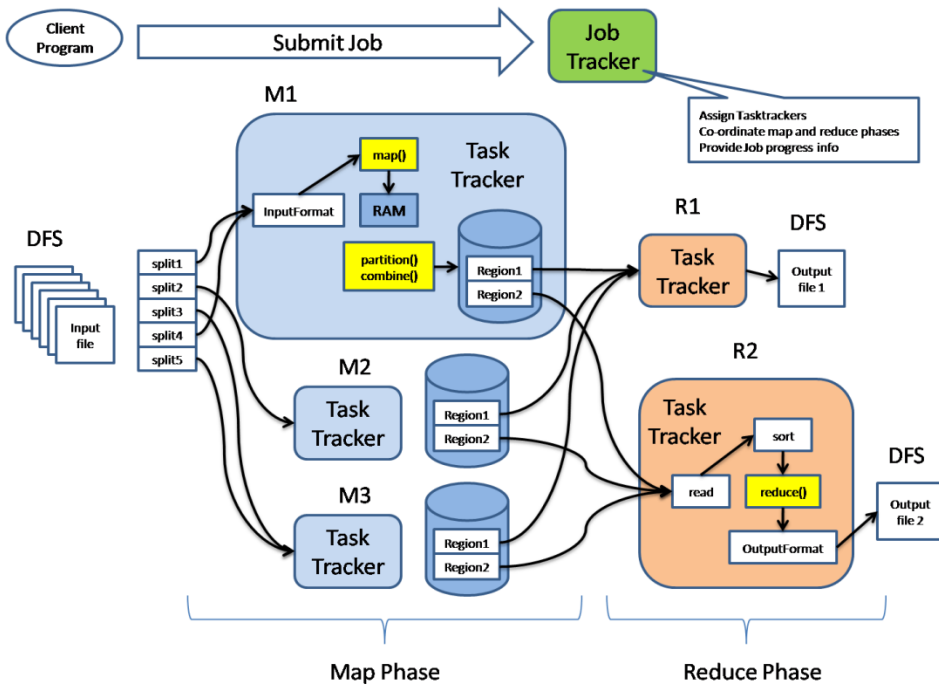 Client
Program
Submit Job
Job
Tracker
Assign Tasktrackers
Co-ordinate map and reduce phases
Provide Job progress info
M1
map()
Task
Tracker
InputFormat
RAM
partition()
combine()
Region1
Region2
DFS
Input
file
split1
split2
split3
split4
split5
M2
Task
Tracker
Region1
Region2
M3
Task
Tracker
Region1
Region2
R1
Task
Tracker
DFS
Output
file 1
R2
Task
Tracker
sort
read
reduce()
OutputFormat
DFS
Output
file 2
Map Phase
Reduce Phase